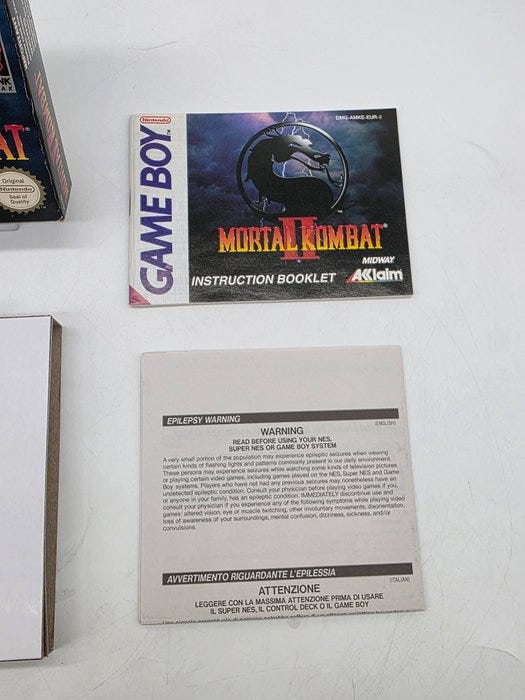 NK
AK
AT
Original
Nintendo
Seal of
Quality
Nintendo
GAME BOY
DMG-AMKE-EUR-2
MORTAL KOMBAT
II
MIDWAY
INSTRUCTION BOOKLET
AKKlaim
EPILEPSY WARNING
(ENGLISH)
WARNING
READ BEFORE USING YOUR NES,
SUPER NES OR GAME BOY SYSTEM
A very small portion of the population may experience epileptic seizures when viewing
certain kinds of flashing lights and patterns commonly present in our daily environment.
These persons may experience seizures while watching some kinds of television pictures
or playing certain video games, including games played on the NES, Super NES and Game
Boy systems. Players who have not had any previous seizures may nonetheless have an
undetected epileptic condition. Consult your physician before playing video games if you,
or anyone in your family, has an epileptic condition. IMMEDIATELY discontinue use and
consult your physician if you experience any of the following symptoms while playing video
games: altered vision, eye or muscle twitching, other involuntary movements, disorientation,
loss of awareness of your surroundings, mental confusion, dizziness, sickness, and/or
convulsions.
AVVERTIMENTO RIGUARDANTE L'EPILESSIA
(ITALIAN)
ATTENZIONE
LEGGERE CON LA MASSIMA ATTENZIONE PRIMA DI USARE
IL SUPER NES, IL CONTROL DECK O IL GAME BOY